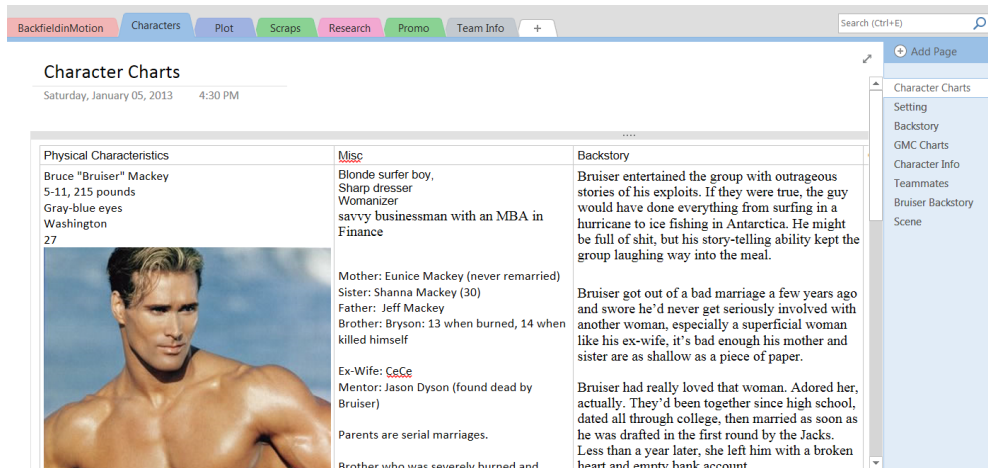 BackfieldinMotion
Characters
Plot
Scraps
Research
Promo
Team Info
+
Search (Ctrl+E)
Add Page
Character Charts
Saturday, January 05, 2013 4:30 PM
Character Charts
Setting
Backstory
GMC Charts
Character Info
Teammates
Bruiser Backstory
Scene
Physical Characteristics
Bruce "Bruiser" Mackey
5-11, 215 pounds
Gray-blue eyes
Washington
27
Misc
Blonde surfer boy,
Sharp dresser
Womanizer
savvy businessman with an MBA in
Finance
Mother: Eunice Mackey (never remarried)
Sister: Shanna Mackey (30)
Father:  Jeff Mackey
Brother: Bryson: 13 when burned, 14 when
killed himself
Ex-Wife: CeCe
Mentor: Jason Dyson (found dead by
Bruiser)
Parents are serial marriages.
Brother who was severely burned and
Backstory
Bruiser entertained the group with outrageous
stories of his exploits. If they were true, the guy
would have done everything from surfing in a
hurricane to ice fishing in Antarctica. He might
be full of shit, but his story-telling ability kept the
group laughing way into the meal.
Bruiser got out of a bad marriage a few years ago
and swore he'd never get seriously involved with
another woman, especially a superficial woman
like his ex-wife, it's bad enough his mother and
sister are as shallow as a piece of paper.
Bruiser had really loved that woman. Adored her,
actually. They'd been together since high school,
dated all through college, then married as soon as
he was drafted in the first round by the Jacks.
Less than a year later, she left him with a broken
heart and empty bank account.